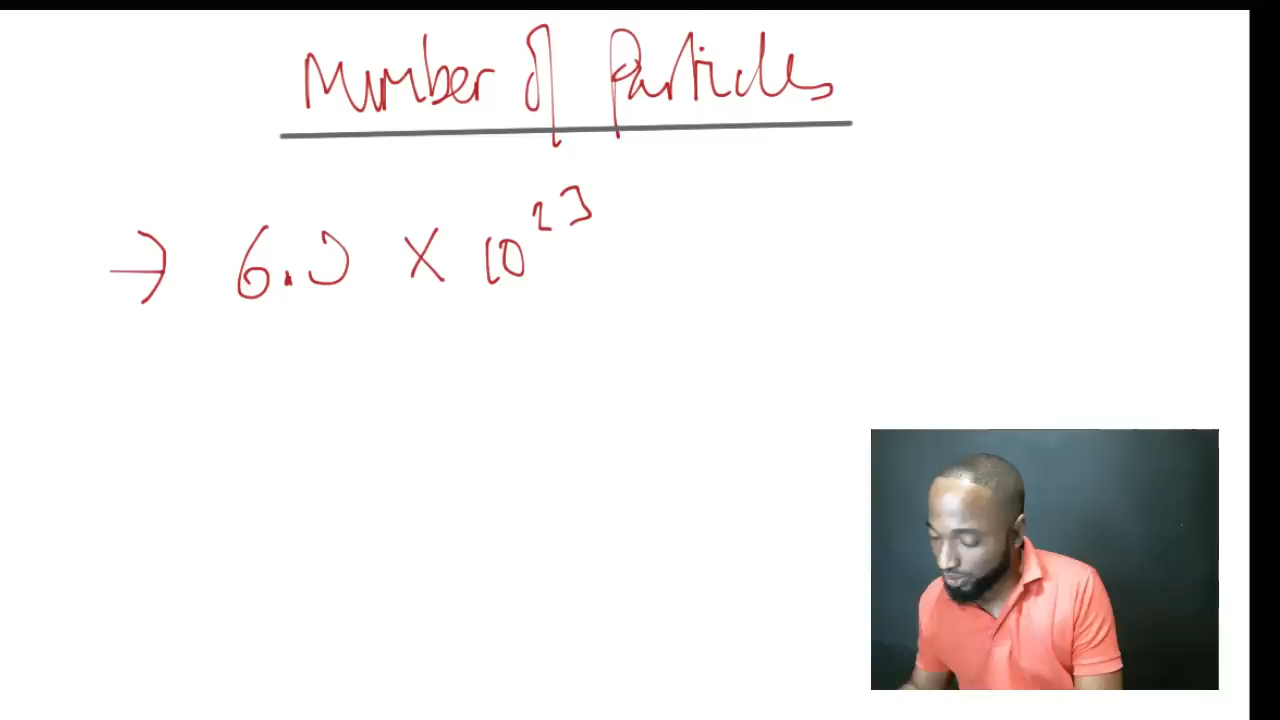 Number of Particles
→ 6.0 × 10²³